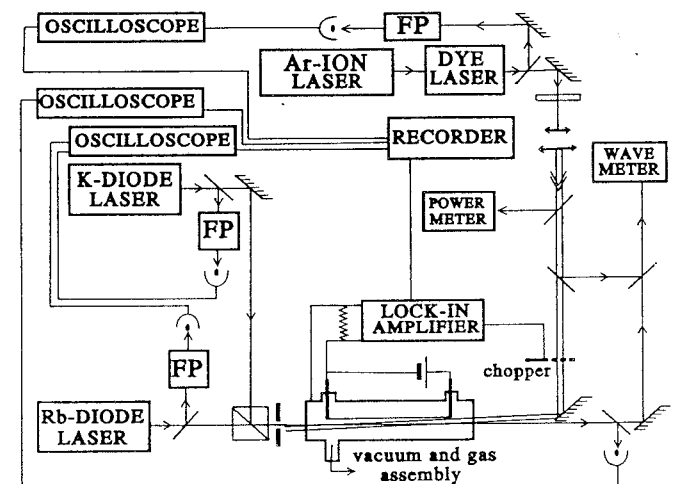 OSCILLOSCOPE
FP
Ar-ION
LASER
DYE
LASER
OSCILLOSCOPE
OSCILLOSCOPE
RECORDER
WAVE
METER
K-DIODE
LASER
FP
POWER
METER
LOCK-IN
AMPLIFIER
chopper
FP
Rb-DIODE
LASER
vacuum and gas
assembly